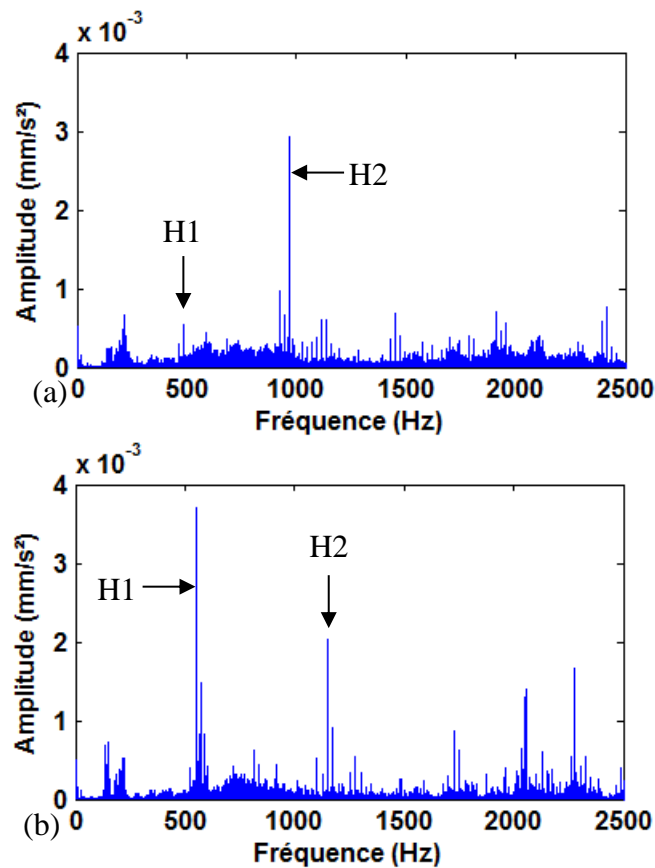 x 10⁻³
4
3
2
1
0
Amplitude (mm/s²)
H1
H2
0 500 1000 1500 2000 2500
Fréquence (Hz)
(a)
x 10⁻³
4
3
2
1
0
Amplitude (mm/s²)
H1
H2
0 500 1000 1500 2000 2500
Fréquence (Hz)
(b)